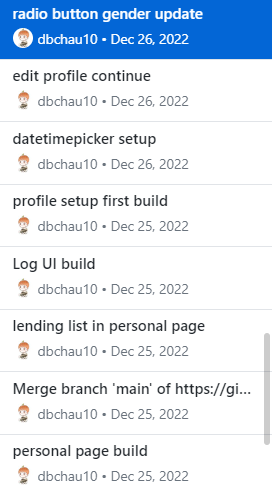 radio button gender update
dbchau10 • Dec 26, 2022
edit profile continue
dbchau10 • Dec 26, 2022
datetimepicker setup
dbchau10 • Dec 26, 2022
profile setup first build
dbchau10 • Dec 25, 2022
Log UI build
dbchau10 • Dec 25, 2022
lending list in personal page
dbchau10 • Dec 25, 2022
Merge branch 'main' of https://gi...
dbchau10 • Dec 25, 2022
personal page build
dbchau10 • Dec 25, 2022